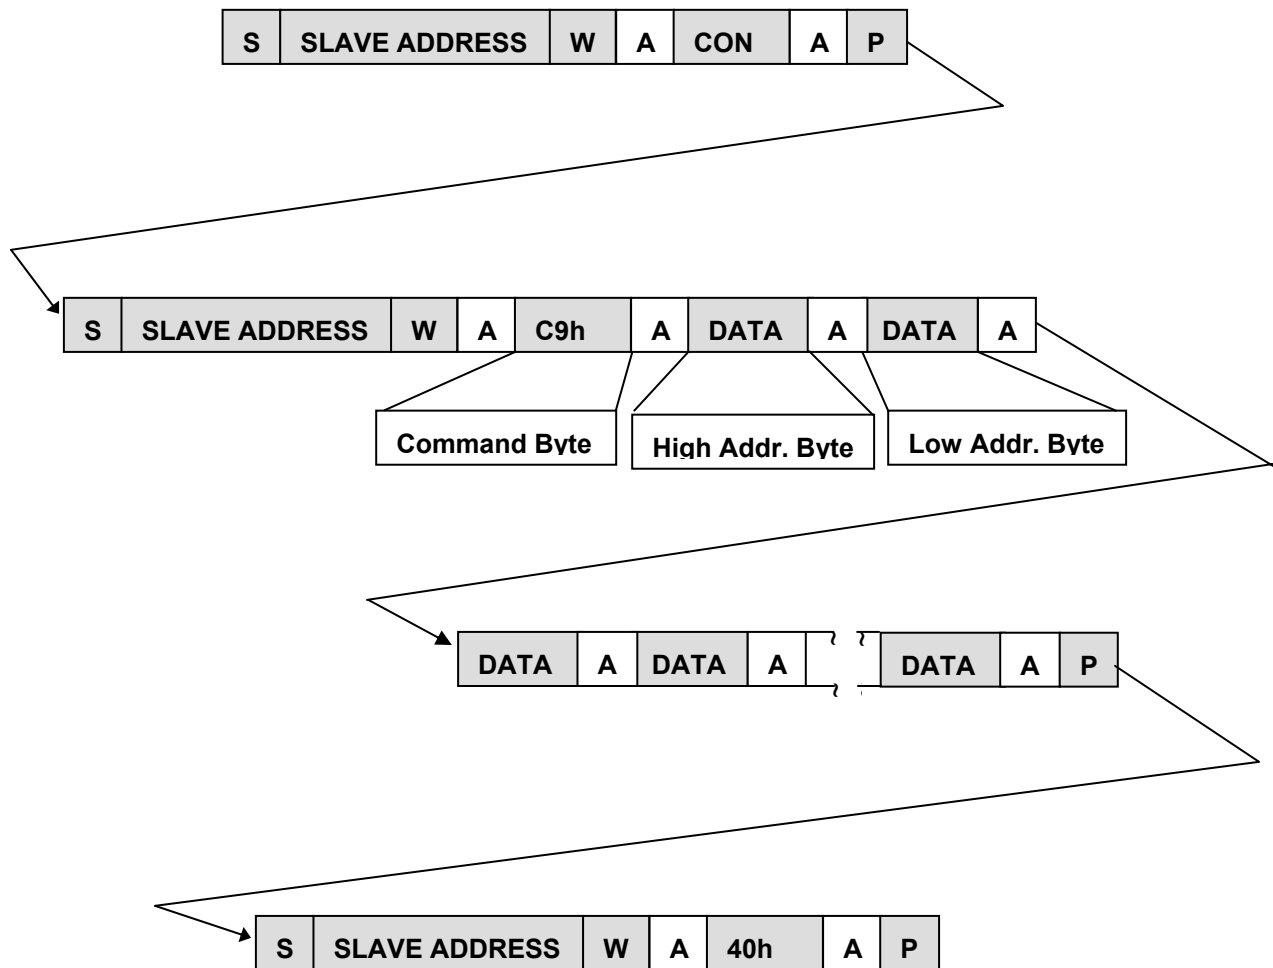 S SLAVE ADDRESS W A CON A P
S SLAVE ADDRESS W A C9h A DATA A DATA A
Command Byte High Addr. Byte Low Addr. Byte
DATA A DATA A DATA A P
S SLAVE ADDRESS W A 40h A P